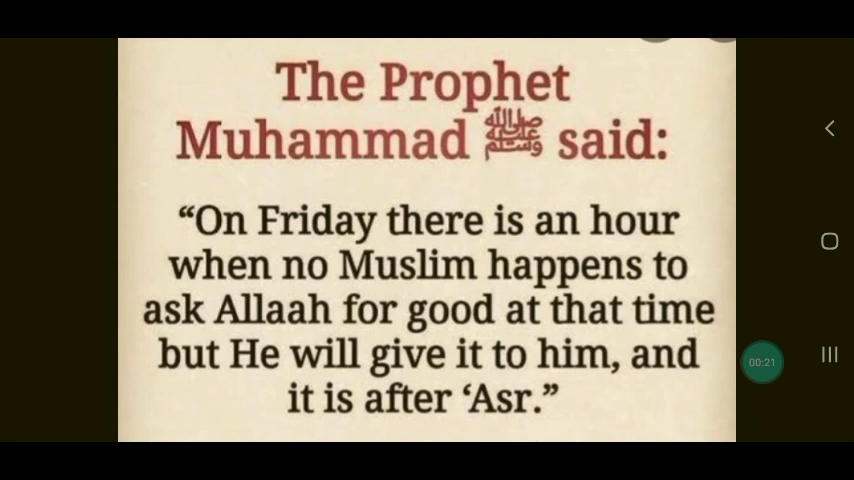 The Prophet
Muhammad ﷺ said:
“On Friday there is an hour
when no Muslim happens to
ask Allaah for good at that time
but He will give it to him, and
it is after ‘Asr.”
00:21